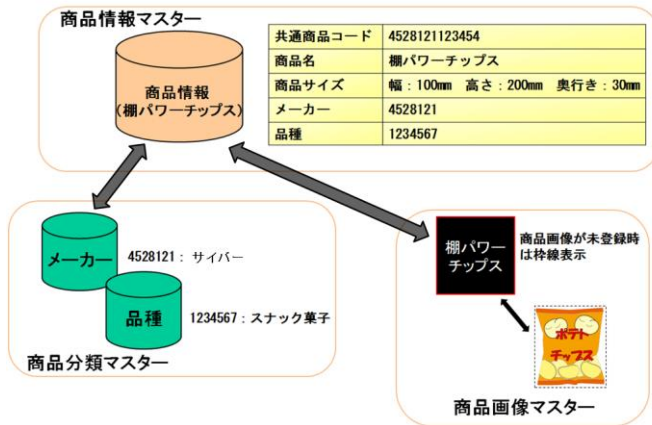 商品情報マスター
商品情報
(棚パワーチップス)
共通商品コード 4528121123454
商品名 棚パワーチップス
商品サイズ 幅：100mm 高さ：200mm 奥行き：30mm
メーカー 4528121
品種 1234567
メーカー
4528121： サイバー
品種
1234567：スナック菓子
商品分類マスター
棚パワー
チップス
商品画像が未登録時
は枠線表示
ポテト
チップス
商品画像マスター